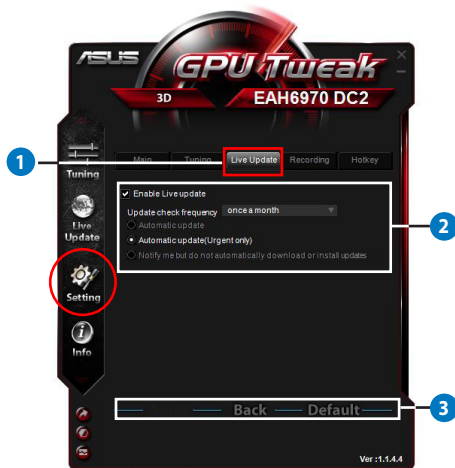 ASUS
GPU Tweak
3D
EAH6970 DC2
1
Main Tuning Live Update Recording Hotkey
Tuning
Enable Live update
Update check frequency once a month
Automatic update
Automatic update(Urgent only)
Notify me but do not automatically download or install updates
2
Live
Update
Setting
Info
Back Default
3
Ver :1.1.4.4